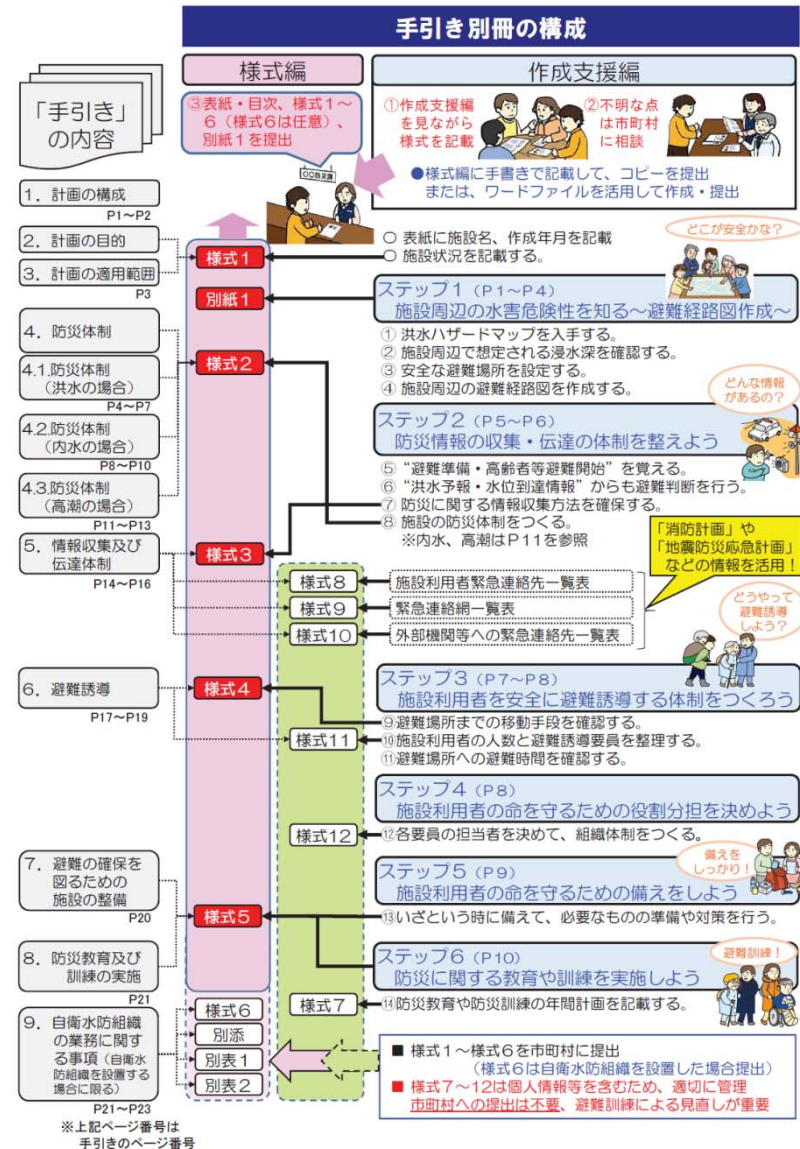 手引き別冊の構成
様式編
作成支援編
「手引き」
の内容
③表紙・目次、様式1~
6(様式6は任意)、
別紙1を提出
〇〇防災課
①作成支援編
を見ながら
様式を記載
②不明な点
は市町村
に相談
●様式編に手書きで記載して、コピーを提出
または、ワードファイルを活用して作成・提出
1.計画の構成
P1~P2
2.計画の目的
3.計画の適用範囲
P3
様式1
〇 表紙に施設名、作成年月を記載
〇 施設状況を記載する。
どこが安全かな?
別紙1
ステップ1(P1~P4)
施設周辺の水害危険性を知る~避難経路図作成~
① 洪水ハザードマップを入手する。
② 施設周辺で想定される浸水深を確認する。
③ 安全な避難場所を設定する。
④ 施設周辺の避難経路図を作成する。
4.防災体制
4.1.防災体制
(洪水の場合)
P4~P7
4.2.防災体制
(内水の場合)
P8~P10
4.3.防災体制
(高潮の場合)
P11~P13
様式2
どんな情報
があるの?
ステップ2(P5~P6)
防災情報の収集・伝達の体制を整えよう
⑤ “避難準備・高齢者等避難開始”を覚える。
⑥ “洪水予報・水位到達情報”からも避難判断を行う。
⑦ 防災に関する情報収集方法を確保する。
⑧ 施設の防災体制をつくる。
※内水、高潮はP11を参照
5.情報収集及び
伝達体制
P14~P16
様式3
「消防計画」や
「地震防災応急計画」
などの情報を活用!
様式8
施設利用者緊急連絡先一覧表
様式9
緊急連絡網一覧表
様式10
外部機関等への緊急連絡先一覧表
どうやって
避難誘導
しよう?
6.避難誘導
P17~P19
様式4
ステップ3(P7~P8)
施設利用者を安全に避難誘導する体制をつくろう
⑨避難場所までの移動手段を確認する。
様式11
⑩施設利用者の人数と避難誘導要員を整理する。
⑪避難場所への避難時間を確認する。
ステップ4(P8)
施設利用者の命を守るための役割分担を決めよう
様式12
⑫各要員の担当者を決めて、組織体制をつくる。
備えを
しっかり!
7.避難の確保を
図るための
施設の整備
P20
ステップ5(P9)
施設利用者の命を守るための備えをしよう
様式5
⑬いざという時に備えて、必要なものの準備や対策を行う。
8.防災教育及び
訓練の実施
P21
ステップ6(P10)
防災に関する教育や訓練を実施しよう
避難訓練!
様式7
⑭防災教育や防災訓練の年間計画を記載する。
9.自衛水防組織
の業務に関す
る事項(自衛水
防組織を設置する
場合に限る)
P21~P23
様式6
別添
別表1
別表2
■ 様式1~様式6を市町村に提出
(様式6は自衛水防組織を設置した場合提出)
■ 様式7~12は個人情報等を含むため、適切に管理
市町村への提出は不要、避難訓練による見直しが重要
※上記ページ番号は
手引きのページ番号